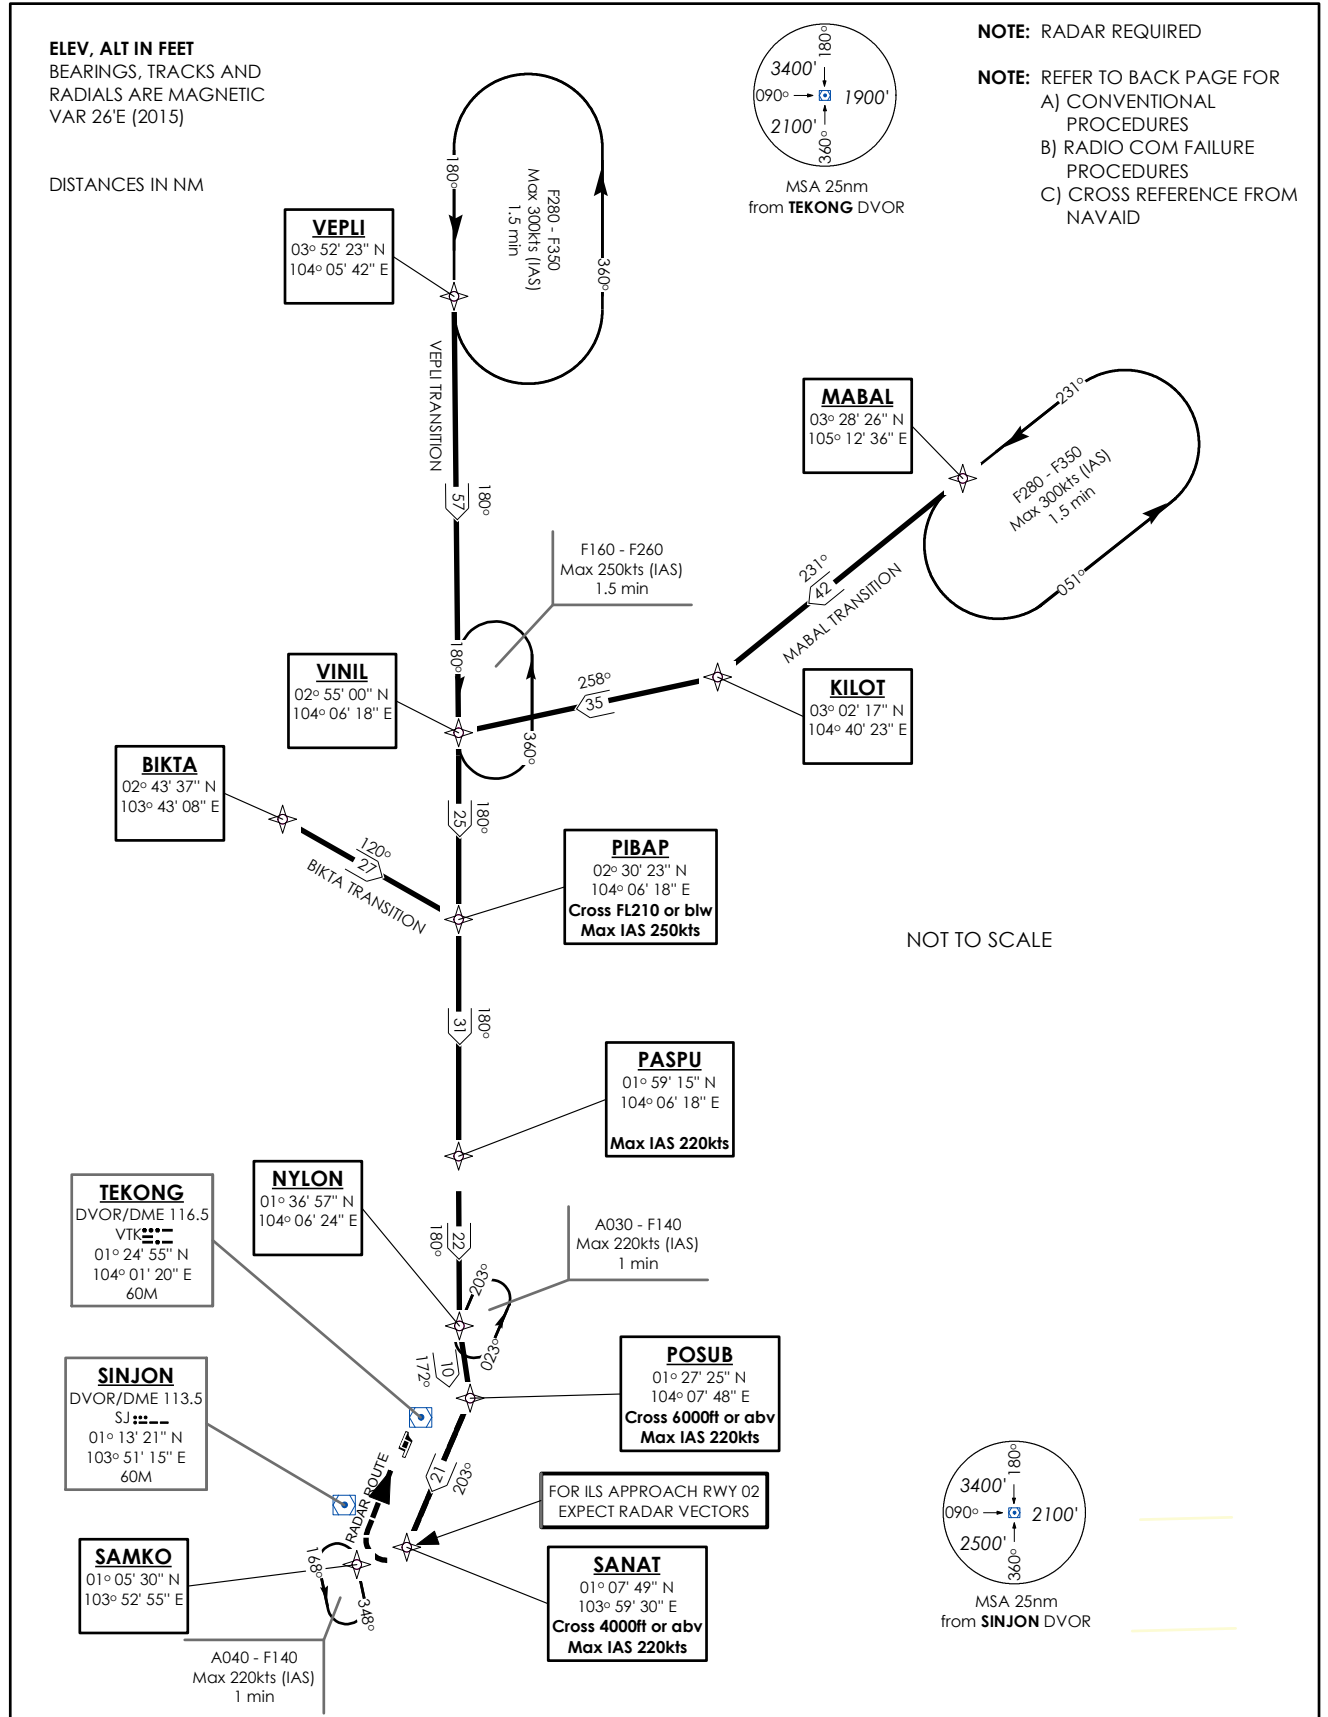 ELEV, ALT IN FEET
BEARINGS, TRACKS AND
RADIALS ARE MAGNETIC
VAR 26'E (2015)
DISTANCES IN NM
180°
3400'
090°
1900'
2100'
360°
MSA 25nm
from TEKONG DVOR
NOTE: RADAR REQUIRED
NOTE: REFER TO BACK PAGE FOR
A) CONVENTIONAL
PROCEDURES
B) RADIO COM FAILURE
PROCEDURES
C) CROSS REFERENCE FROM
NAVAID
180°
F280 - F350
Max 300kts (IAS)
1.5 min
360°
VEPLI
03° 52' 23" N
104° 05' 42" E
VEPLI TRANSITION
57
180°
MABAL
03° 28' 26" N
105° 12' 36" E
231°
F280 - F350
Max 300kts (IAS)
1.5 min
051°
231°
42
MABAL TRANSITION
F160 - F260
Max 250kts (IAS)
1.5 min
180°
360°
VINIL
02° 55' 00" N
104° 06' 18" E
258°
35
KILOT
03° 02' 17" N
104° 40' 23" E
BIKTA
02° 43' 37" N
103° 43' 08" E
120°
27
BIKTA TRANSITION
25
180°
PIBAP
02° 30' 23" N
104° 06' 18" E
Cross FL210 or blw
Max IAS 250kts
NOT TO SCALE
31
180°
PASPU
01° 59' 15" N
104° 06' 18" E
Max IAS 220kts
NYLON
01° 36' 57" N
104° 06' 24" E
22
180°
TEKONG
DVOR/DME 116.5
VTK
01° 24' 55" N
104° 01' 20" E
60M
A030 - F140
Max 220kts (IAS)
1 min
203°
023°
10
172°
POSUB
01° 27' 25" N
104° 07' 48" E
Cross 6000ft or abv
Max IAS 220kts
SINJON
DVOR/DME 113.5
SJ
01° 13' 21" N
103° 51' 15" E
60M
21
203°
RADAR ROUTE
FOR ILS APPROACH RWY 02
EXPECT RADAR VECTORS
SAMKO
01° 05' 30" N
103° 52' 55" E
168°
348°
SANAT
01° 07' 49" N
103° 59' 30" E
Cross 4000ft or abv
Max IAS 220kts
A040 - F140
Max 220kts (IAS)
1 min
180°
3400'
090°
2100'
2500'
360°
MSA 25nm
from SINJON DVOR